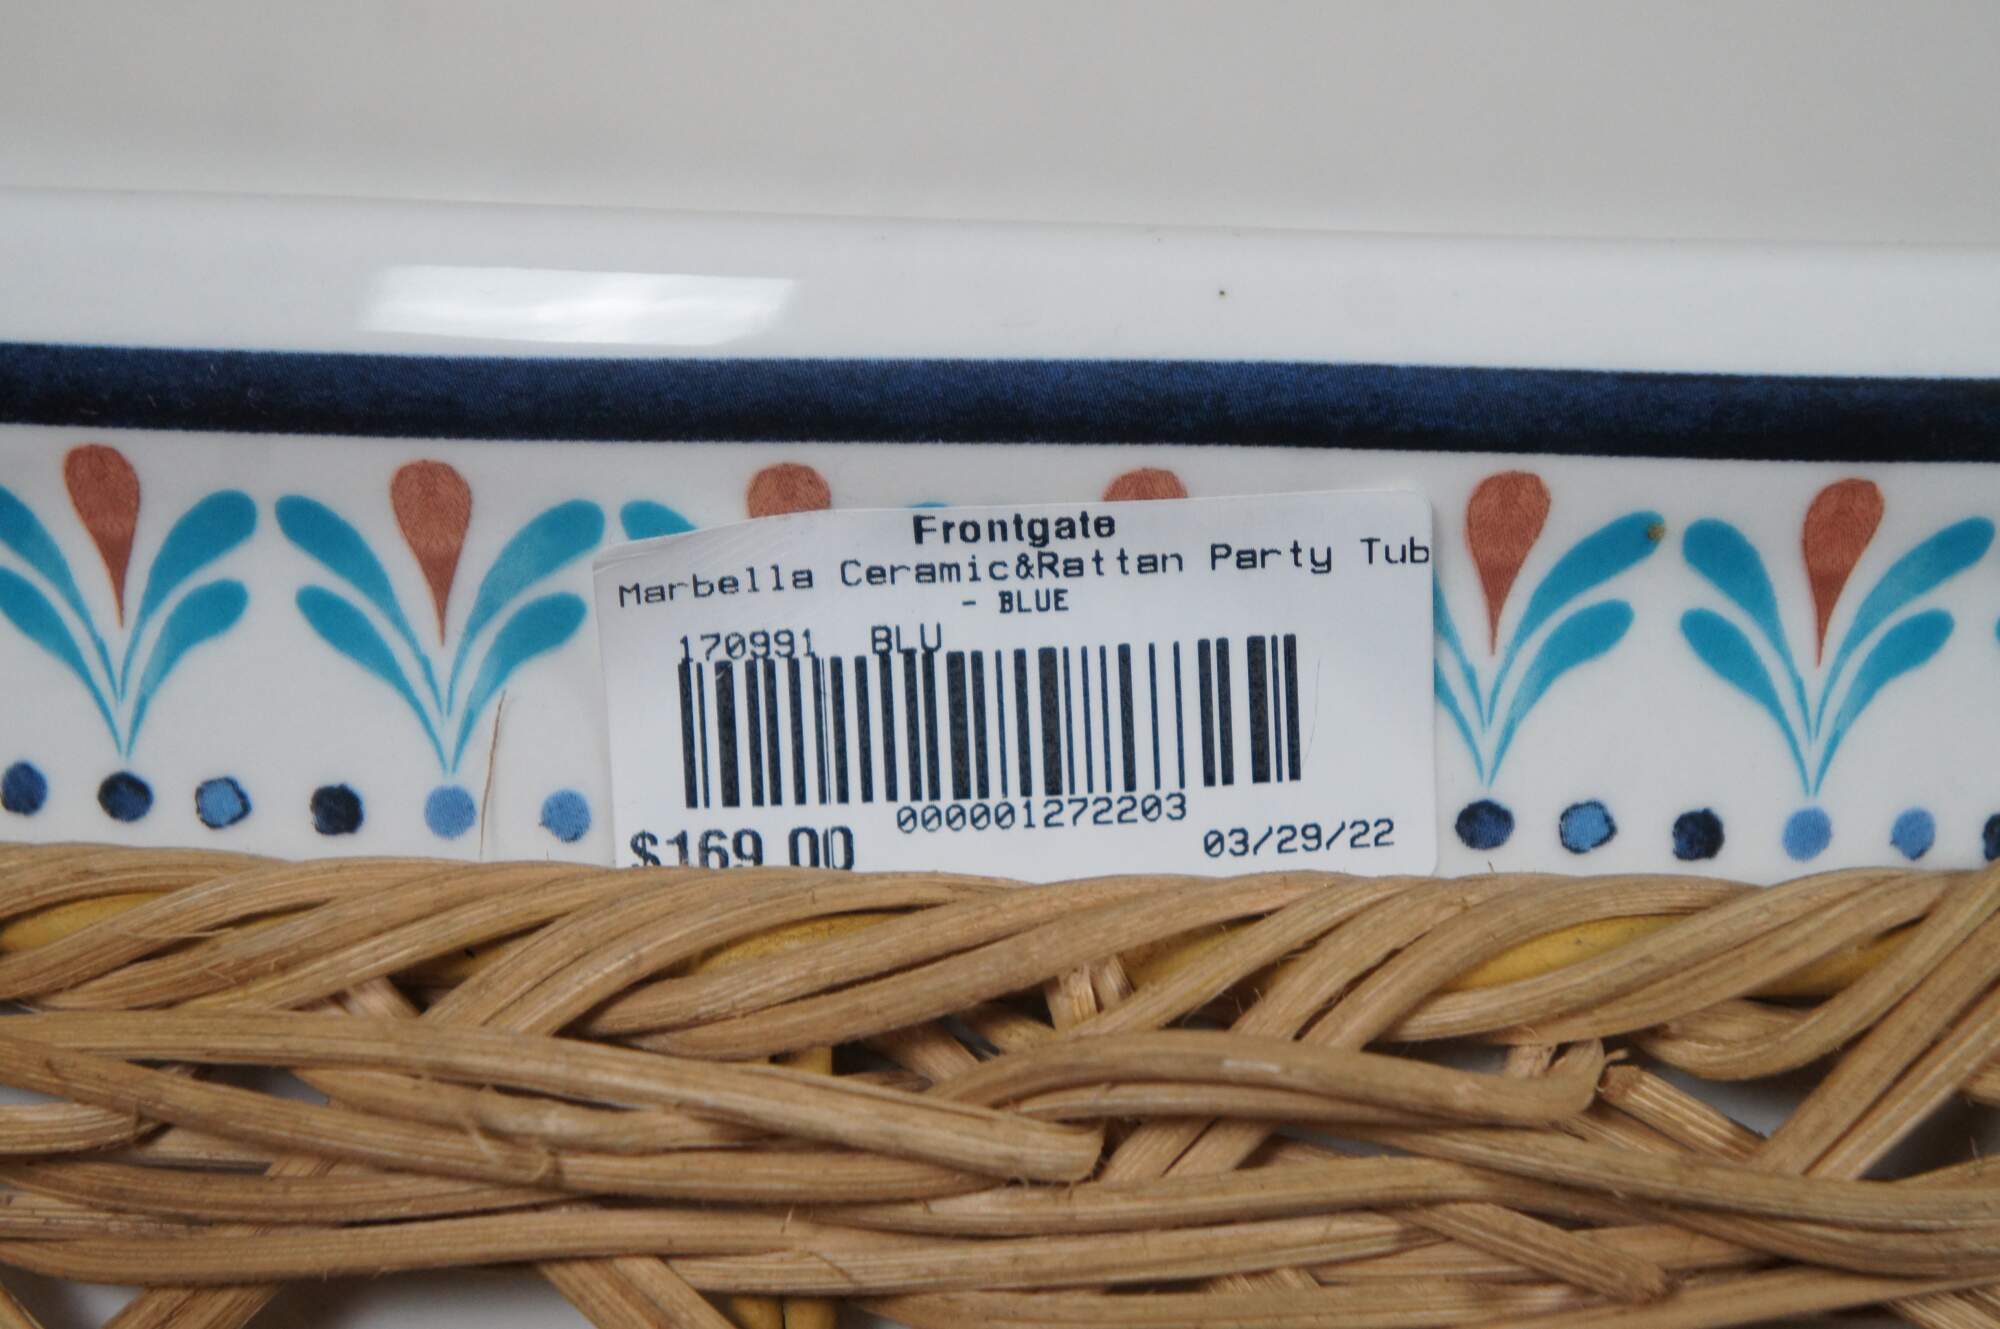 Frontgate
Marbella Ceramic&Rattan Party Tub
- BLUE
170991 BLU
000001272203
$169.00
03/29/22